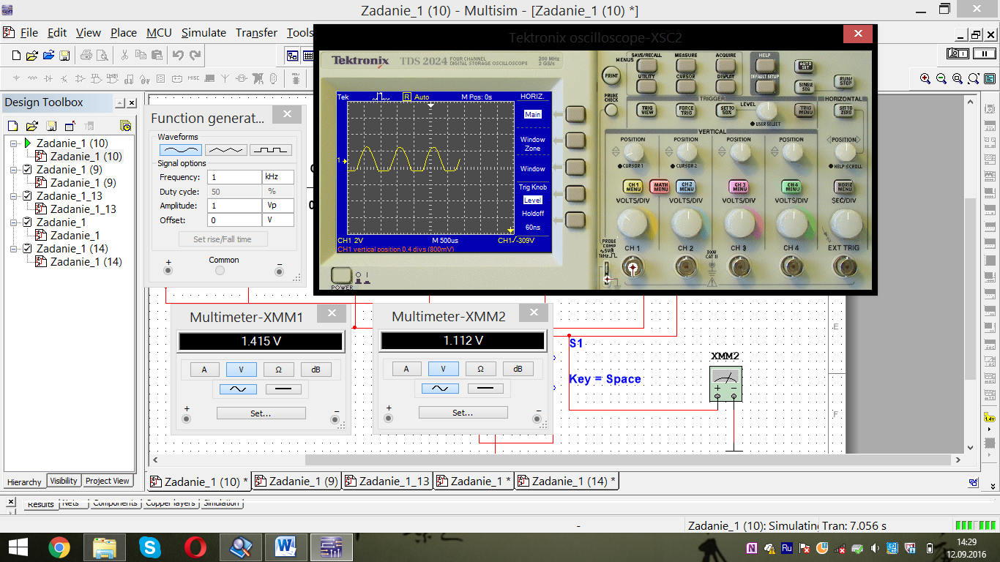 Zadanie_1 (10) - Multisim - [Zadanie_1 (10) *]
File Edit View Place MCU Simulate Transfer Tools
Tektronix oscilloscope-XSC2
Tektronix TDS 2024 FOUR CHANNEL DIGITAL STORAGE OSCILLOSCOPE 200 MHz 2 GS/s
Tek R Auto M Pos: 0s HORIZ.
Main
Window
Zone
Window
Trig Knob
Level
Holdoff
60ns
1
CH1 2V M 500us CH1/-309V
CH1 vertical position 0.4 divs (800mV)
POWER
MENUS SAVE/RECALL MEASURE ACQUIRE HELP AUTO SET
PRINT UTILITY CURSOR DISPLAY DEFAULT SETUP SINGLE SEQ RUN/STOP
PROBE CHECK TRIGGER HORIZONTAL
TRIG VIEW FORCE TRIG SET TO 50% LEVEL TRIG MENU SET TO ZERO
USER SELECT
VERTICAL
POSITION POSITION POSITION POSITION POSITION
CURSOR 1 CURSOR 2 HELP SCROLL
CH 1 MENU MATH MENU CH 2 MENU CH 3 MENU CH 4 MENU HORIZ MENU
VOLTS/DIV VOLTS/DIV VOLTS/DIV VOLTS/DIV SEC/DIV
PROBE COMP ~5V 1kHz CH 1 CH 2 300V CAT II CH 3 CH 4 EXT TRIG
Design Toolbox
Zadanie_1 (10)
Zadanie_1 (10)
Zadanie_1 (9)
Zadanie_1 (9)
Zadanie_1_13
Zadanie_1_13
Zadanie_1
Zadanie_1
Zadanie_1 (14)
Zadanie_1 (14)
Hierarchy Visibility Project View
Function generat...
Waveforms
Signal options
Frequency: 1 kHz
Duty cycle: 50 %
Amplitude: 1 Vp
Offset: 0 V
Set rise/Fall time
+ Common −
Multimeter-XMM1
1.415 V
A V Ω dB
Set...
+ −
Multimeter-XMM2
1.112 V
A V Ω dB
Set...
+ −
S1
Key = Space
XMM2
E
F
MISC
1.4v
Zadanie_1 (10) * Zadanie_1 (9) Zadanie_1_13 Zadanie_1 * Zadanie_1 (14) *
Results Nets Components Copper layers Simulation
- Zadanie_1 (10): Simulating Tran: 7.056 s
Ru
14:29
12.09.2016